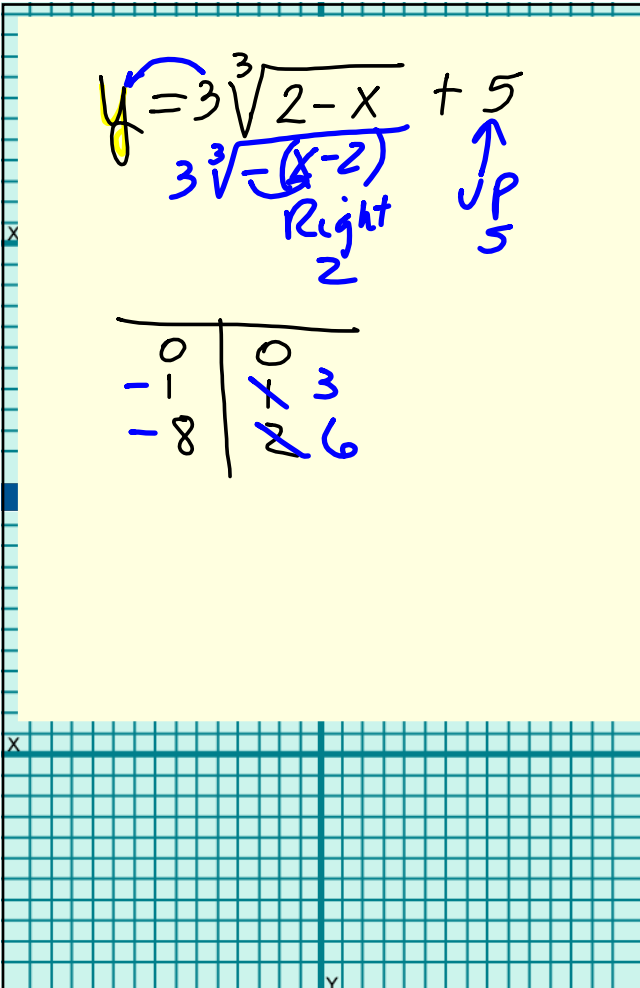 y = 3∛(2 - x) + 5
3∛(-(x - 2))
Right
2
UP
5
0 | 0
-1 | 1 3
-8 | 2 6
X
X
Y